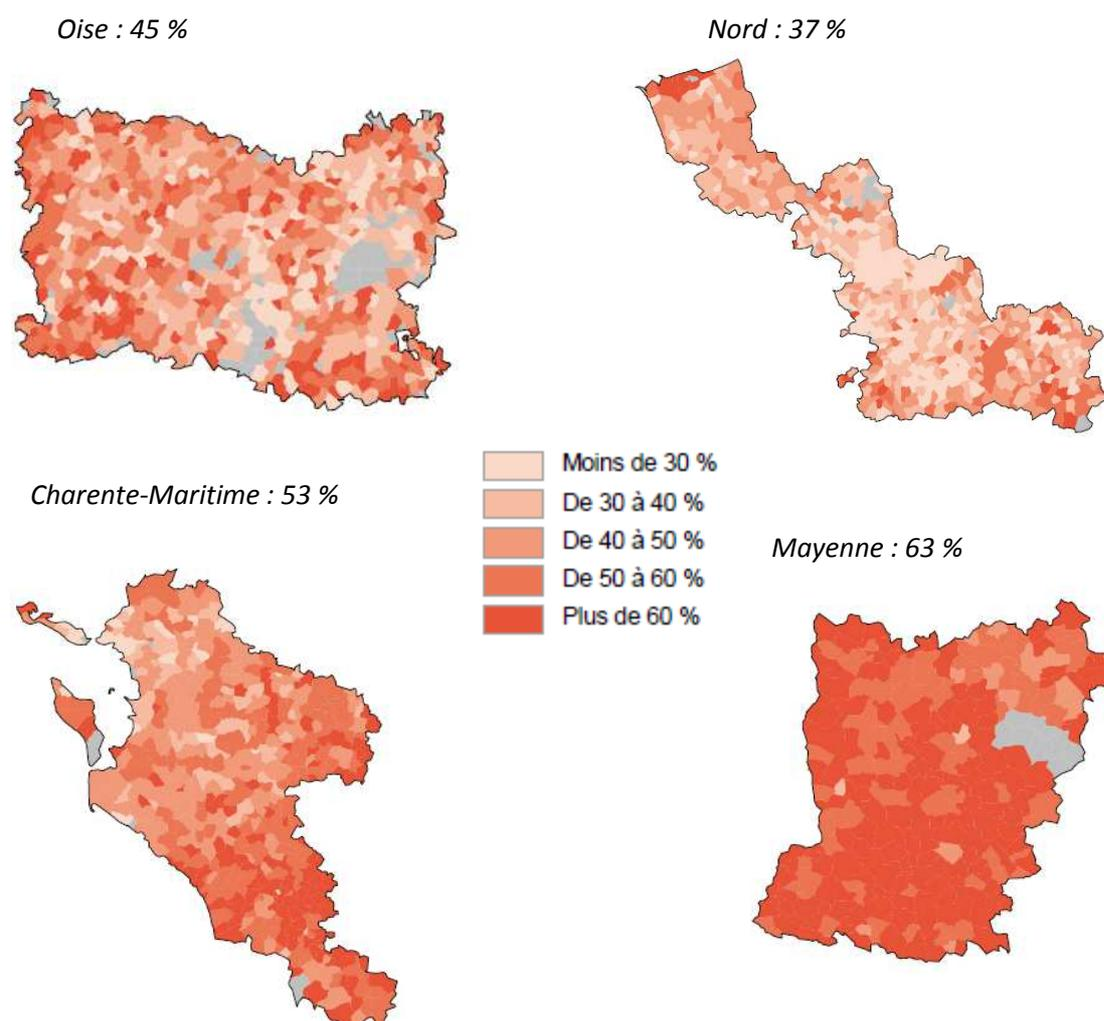 Oise : 45 %
Nord : 37 %
Moins de 30 %
De 30 à 40 %
De 40 à 50 %
De 50 à 60 %
Plus de 60 %
Charente-Maritime : 53 %
Mayenne : 63 %